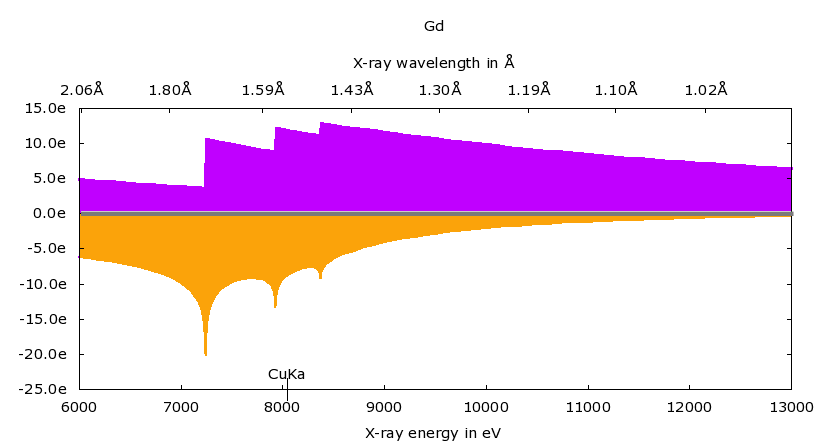 Gd
X-ray wavelength in Å
2.06Å 1.80Å 1.59Å 1.43Å 1.30Å 1.19Å 1.10Å 1.02Å
15.0e
10.0e
5.0e
0.0e
-5.0e
-10.0e
-15.0e
-20.0e
CuKa
-25.0e
6000 7000 8000 9000 10000 11000 12000 13000
X-ray energy in eV